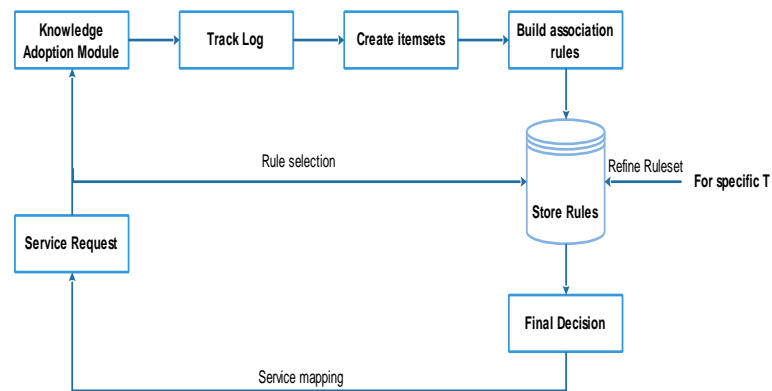 Knowledge
Adoption Module
Track Log
Create itemsets
Build association
rules
Rule selection
Refine Ruleset
For specific T
Store Rules
Service Request
Final Decision
Service mapping